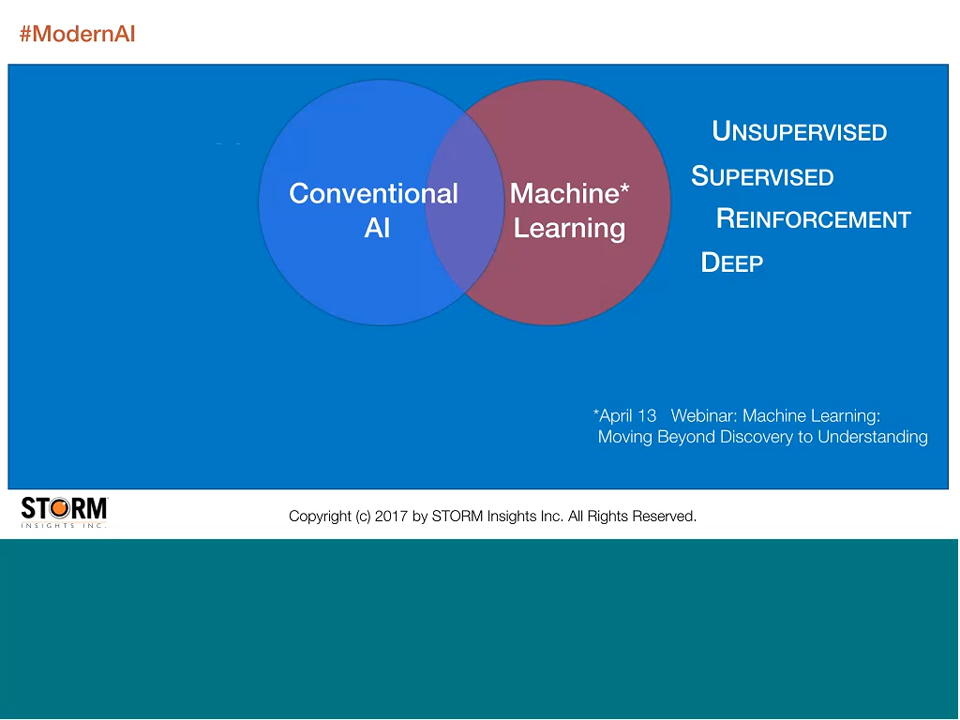 #ModernAI
Conventional
AI
Machine*
Learning
UNSUPERVISED
SUPERVISED
REINFORCEMENT
DEEP
*April 13 Webinar: Machine Learning:
Moving Beyond Discovery to Understanding
STORM
INSIGHTS INC.
Copyright (c) 2017 by STORM Insights Inc. All Rights Reserved.